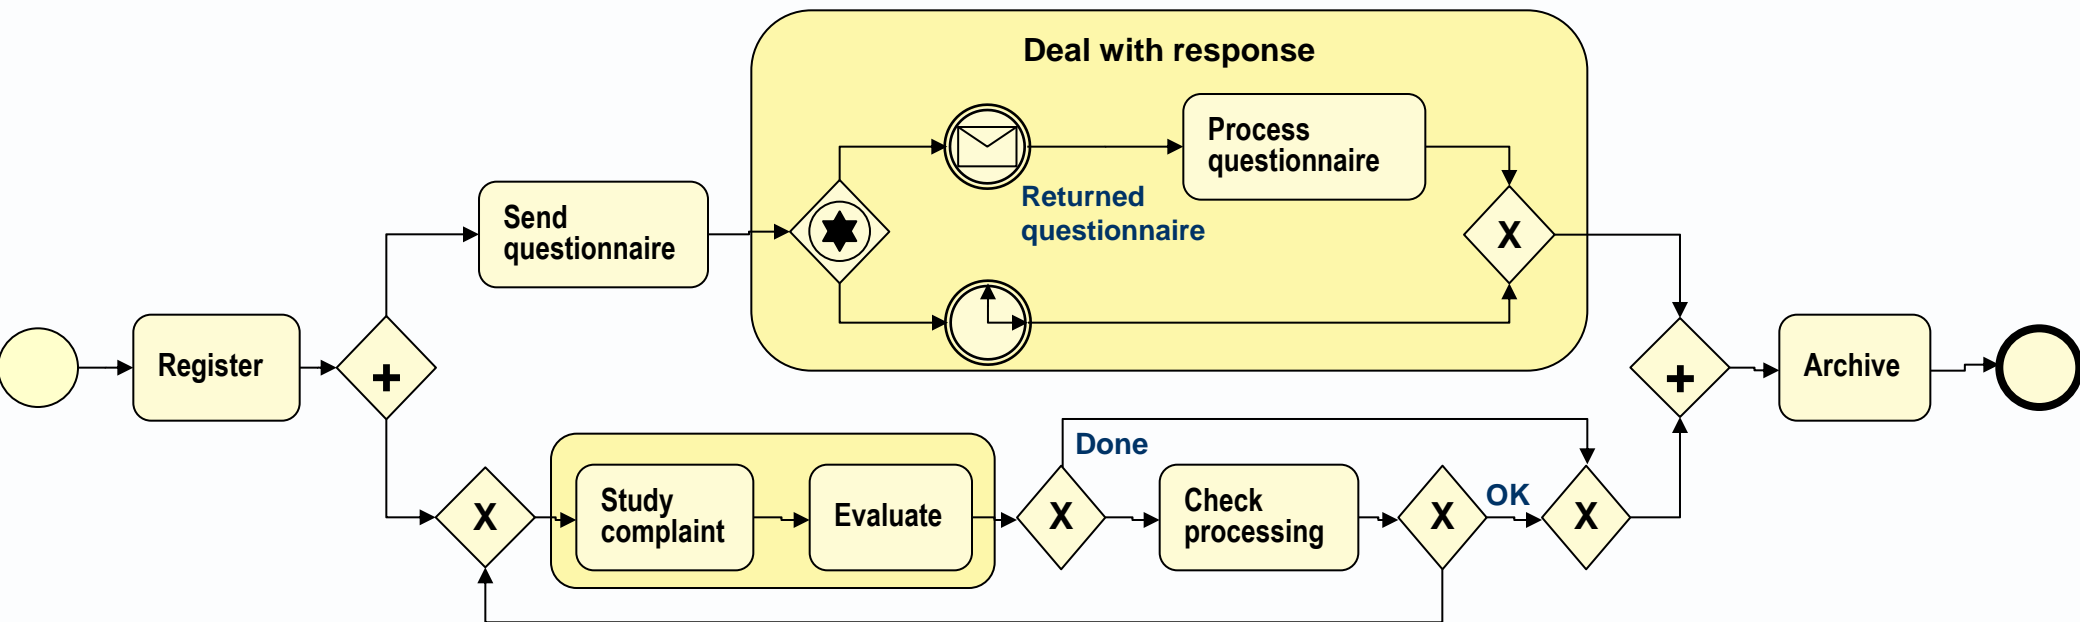 Deal with response
Process
questionnaire
Returned
questionnaire
Send
questionnaire
X
Register
+
+
Archive
Done
OK
X
Study
complaint
Evaluate
X
Check
processing
X
X